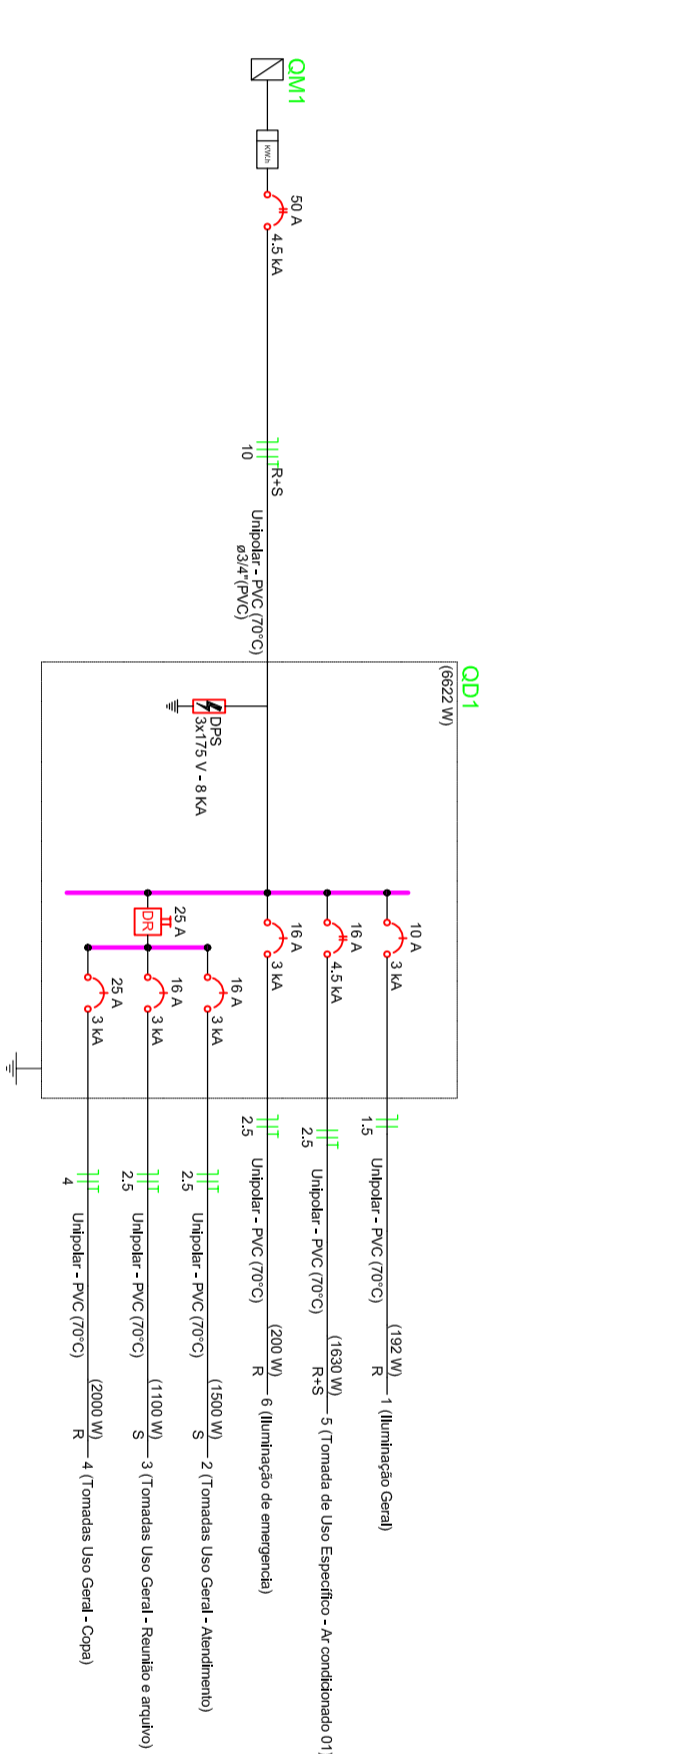 QM1
KW.h
50 A
4.5 kA
R+S
10
Unipolar - PVC (70°C)
ø3/4"(PVC)
QD1
(6622 W)
DPS
3x175 V - 8 KA
10 A
3 kA
1.5
Unipolar - PVC (70°C)
(192 W)
R
1 (Iluminação Geral)
16 A
4.5 kA
2.5
Unipolar - PVC (70°C)
(1630 W)
R+S
5 (Tomada de Uso Específico - Ar condicionado 01)
16 A
3 kA
2.5
Unipolar - PVC (70°C)
(200 W)
R
6 (Iluminação de emergencia)
25 A
DR
16 A
3 kA
2.5
Unipolar - PVC (70°C)
(1500 W)
S
2 (Tomadas Uso Geral - Atendimento)
16 A
3 kA
2.5
Unipolar - PVC (70°C)
(1100 W)
S
3 (Tomadas Uso Geral - Reunião e arquivo)
25 A
3 kA
4
Unipolar - PVC (70°C)
(2000 W)
R
4 (Tomadas Uso Geral - Copa)